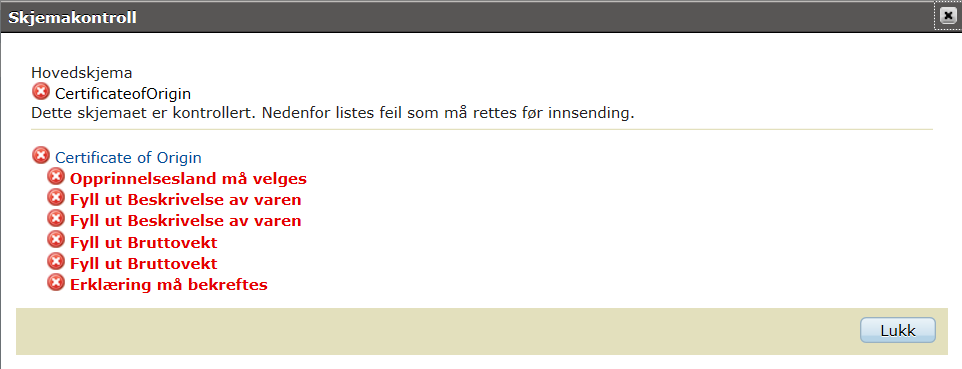 Skjemakontroll
Hovedskjema
CertificateofOrigin
Dette skjemaet er kontrollert. Nedenfor listes feil som må rettes før innsending.
Certificate of Origin
Opprinnelsesland må velges
Fyll ut Beskrivelse av varen
Fyll ut Beskrivelse av varen
Fyll ut Bruttovekt
Fyll ut Bruttovekt
Erklæring må bekreftes
Lukk